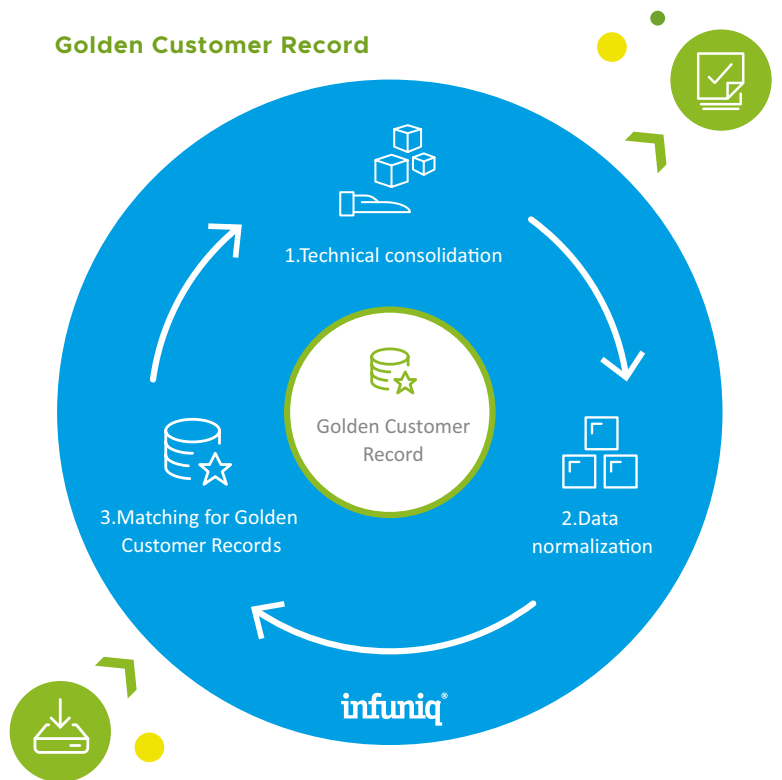 Golden Customer Record
1.Technical consolidation
Golden Customer
Record
2.Data
normalization
3.Matching for Golden
Customer Records
infuniq®